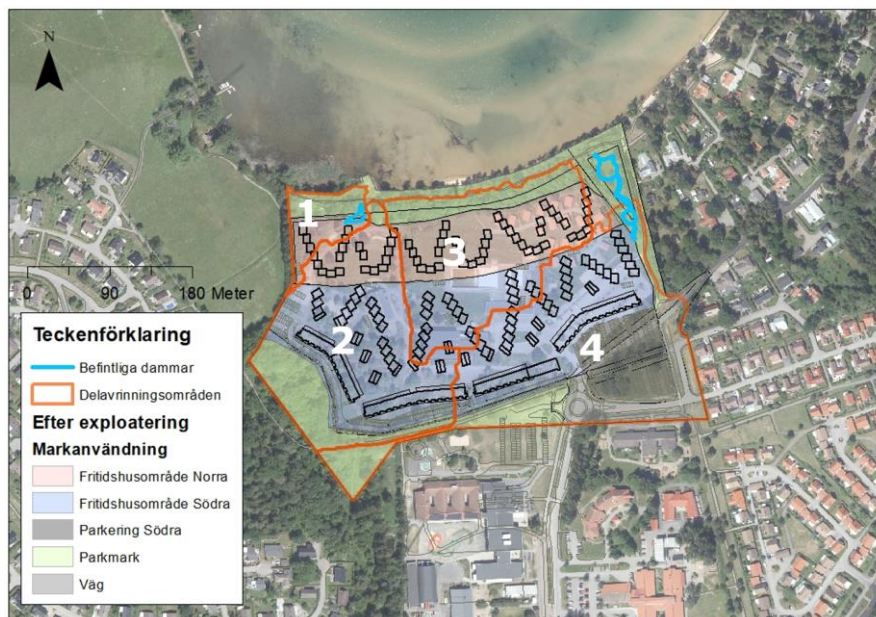 N
1
3
2
4
0 90 180 Meter
Teckenförklaring
Befintliga dammar
Delavrinningsområden
Efter exploatering
Markanvändning
Fritidshusområde Norra
Fritidshusområde Södra
Parkering Södra
Parkmark
Väg